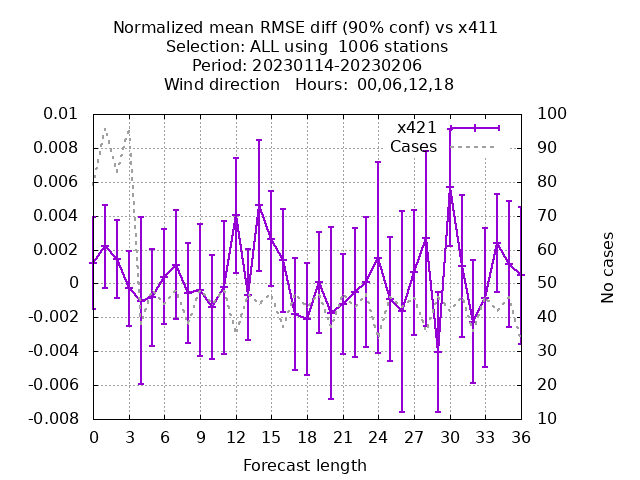 Normalized mean RMSE diff (90% conf) vs x411
Selection: ALL using  1006 stations
Period: 20230114-20230206
Wind direction   Hours:  00,06,12,18
x421
Cases
0.01
0.008
0.006
0.004
0.002
0
-0.002
-0.004
-0.006
-0.008
100
90
80
70
60
50
40
30
20
10
No cases
0 3 6 9 12 15 18 21 24 27 30 33 36
Forecast length